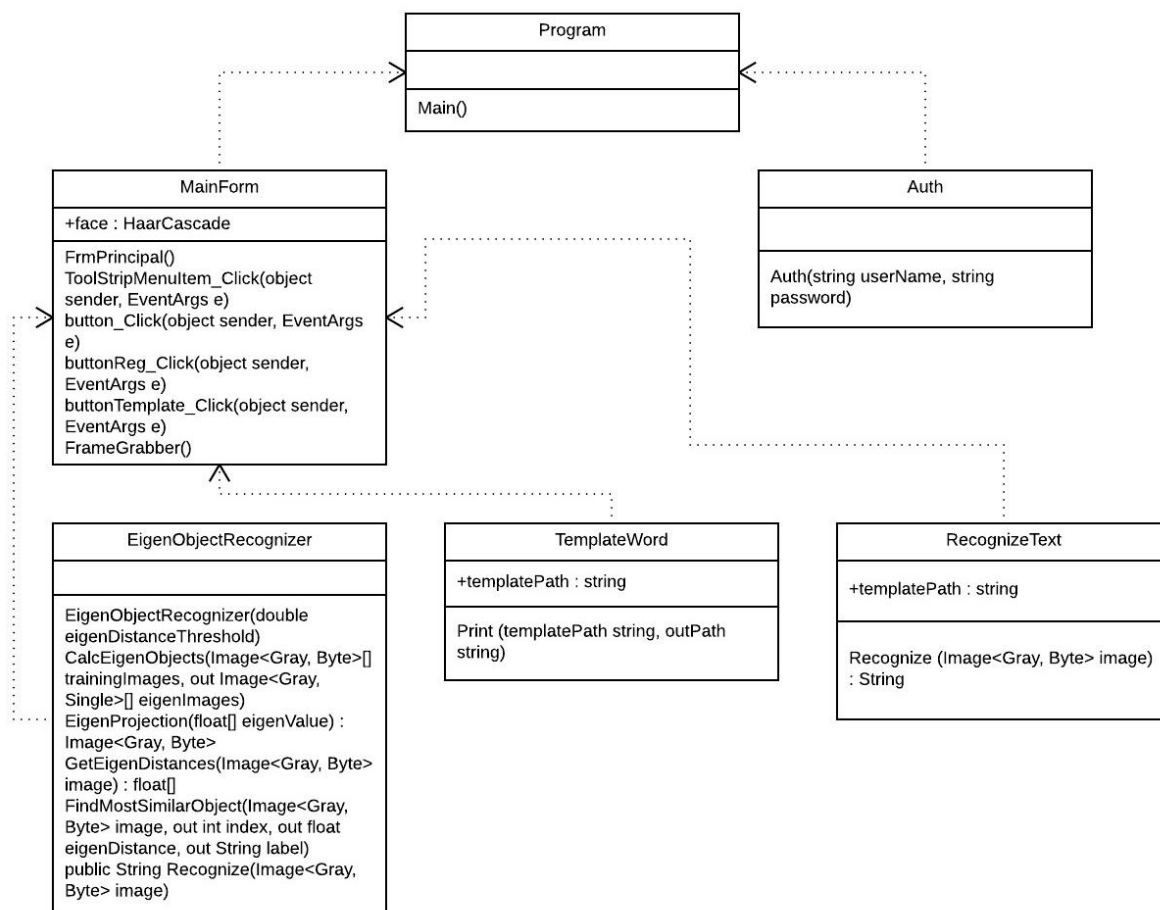 Program
Main()
MainForm
+face : HaarCascade
FrmPrincipal()
ToolStripMenuItem_Click(object
sender, EventArgs e)
button_Click(object sender, EventArgs
e)
buttonReg_Click(object sender,
EventArgs e)
buttonTemplate_Click(object sender,
EventArgs e)
FrameGrabber()
Auth
Auth(string userName, string
password)
EigenObjectRecognizer
EigenObjectRecognizer(double
eigenDistanceThreshold)
CalcEigenObjects(Image<Gray, Byte>[]
trainingImages, out Image<Gray,
Single>[] eigenImages)
EigenProjection(float[] eigenValue) :
Image<Gray, Byte>
GetEigenDistances(Image<Gray, Byte>
image) : float[]
FindMostSimilarObject(Image<Gray,
Byte> image, out int index, out float
eigenDistance, out String label)
public String Recognize(Image<Gray,
Byte> image)
TemplateWord
+templatePath : string
Print (templatePath string, outPath
string)
RecognizeText
+templatePath : string
Recognize (Image<Gray, Byte> image)
: String